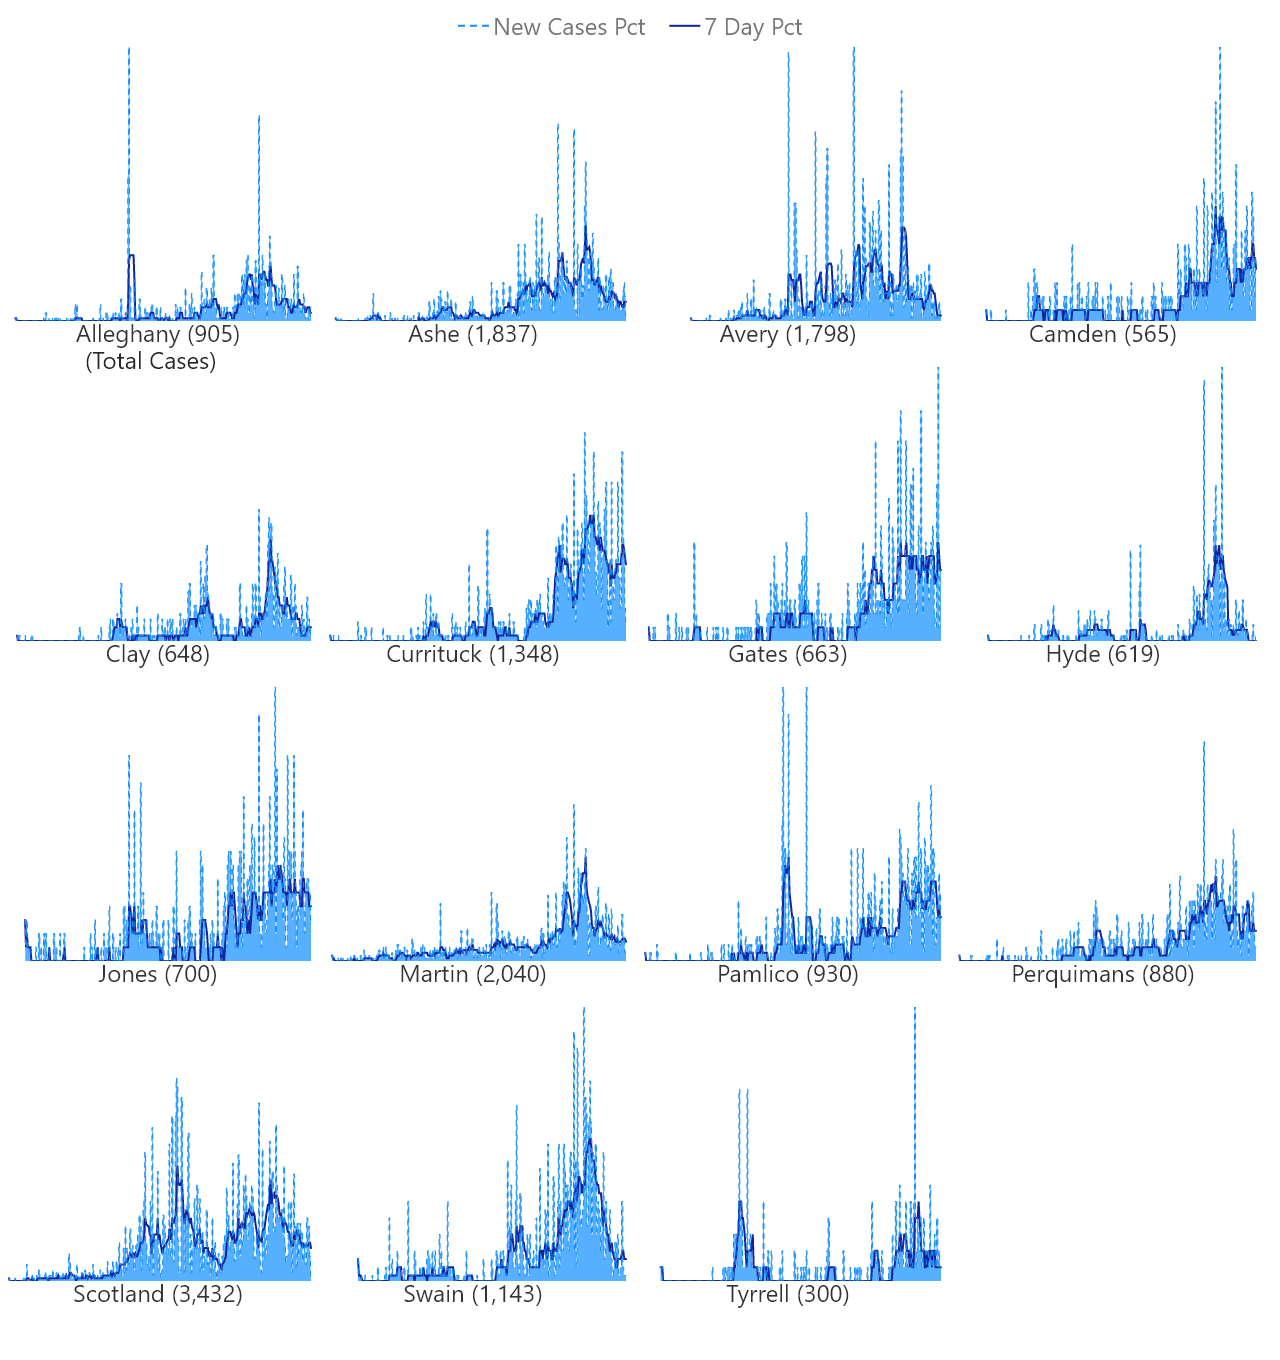 New Cases Pct 7 Day Pct
Alleghany (905)
(Total Cases)
Ashe (1,837)
Avery (1,798)
Camden (565)
Clay (648)
Currituck (1,348)
Gates (663)
Hyde (619)
Jones (700)
Martin (2,040)
Pamlico (930)
Perquimans (880)
Scotland (3,432)
Swain (1,143)
Tyrrell (300)